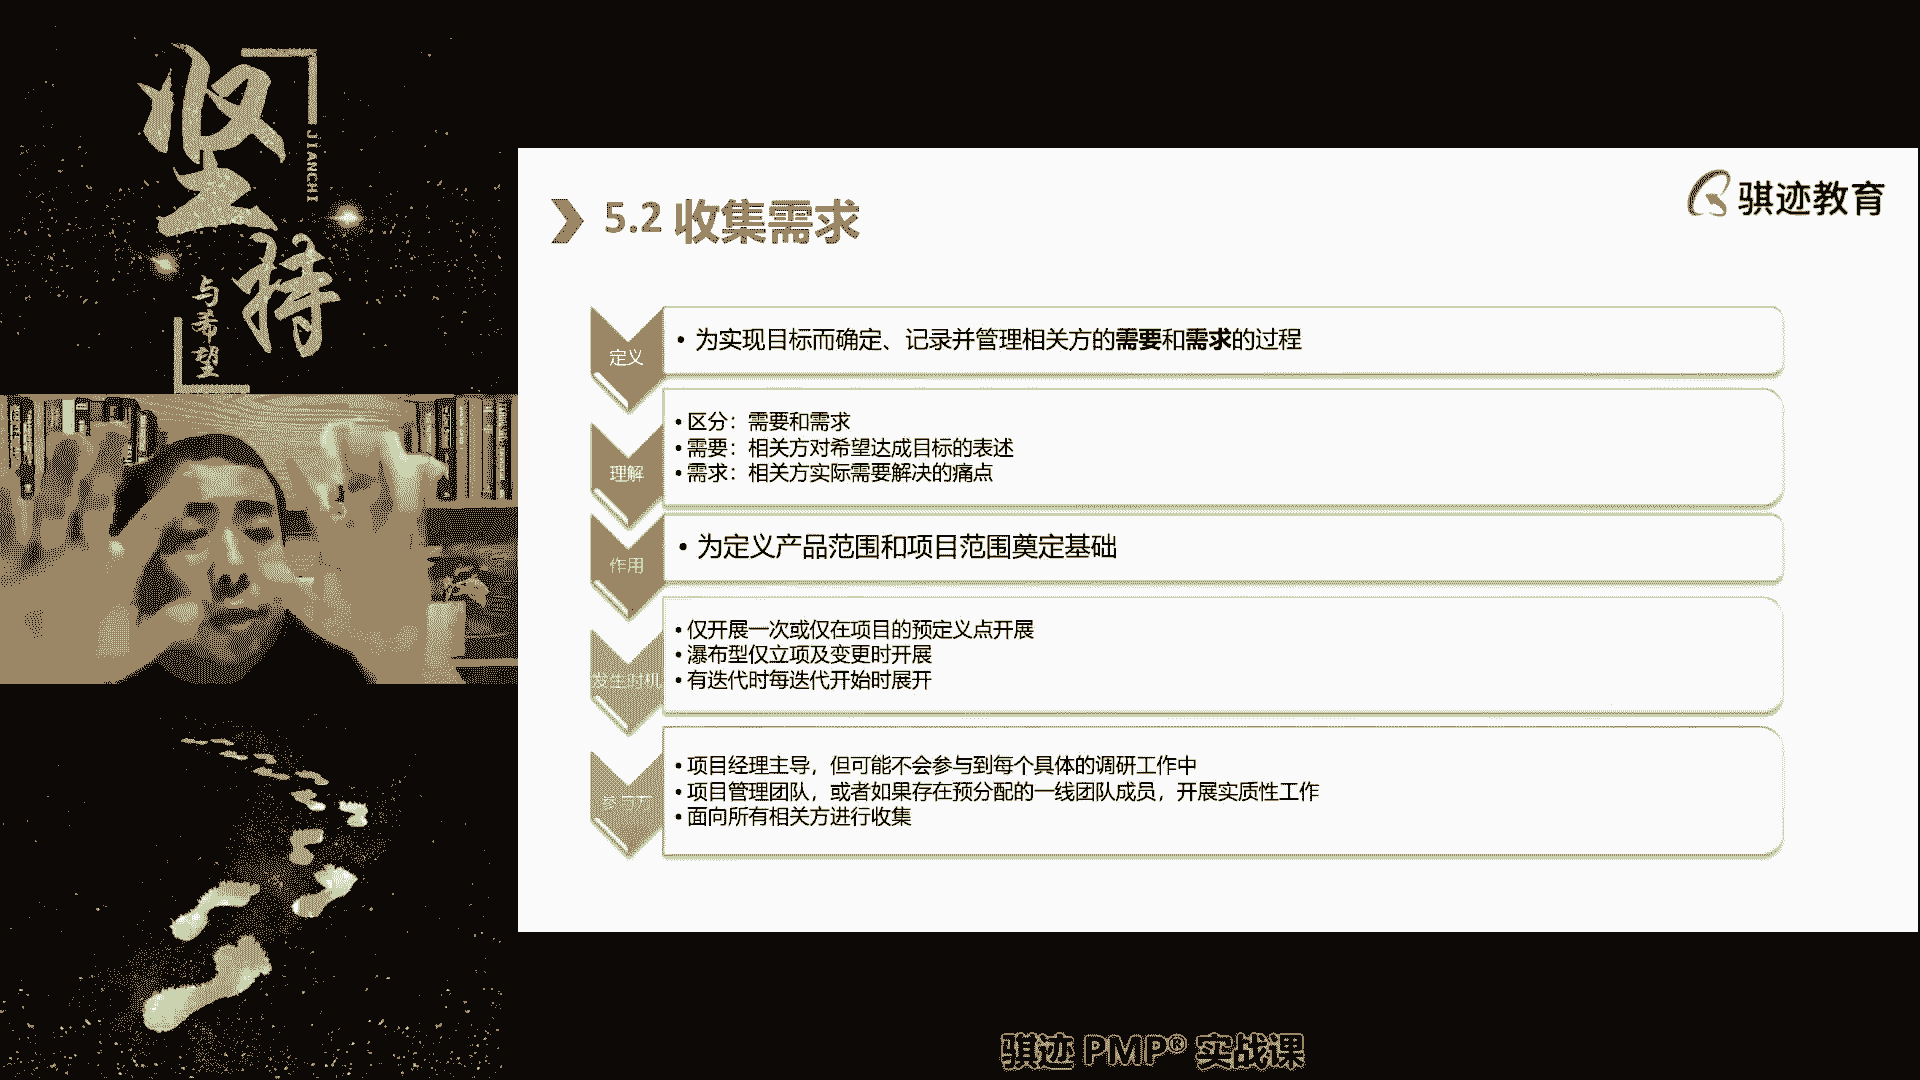 坚持
JIANCHI
与希望
骐迹教育
5.2 收集需求
定义
• 为实现目标而确定、记录并管理相关方的需要和需求的过程
理解
• 区分：需要和需求
• 需要：相关方对希望达成目标的表述
• 需求：相关方实际需要解决的痛点
作用
• 为定义产品范围和项目范围奠定基础
发生时机
• 仅开展一次或仅在项目的预定义点开展
• 瀑布型仅立项及变更时开展
• 有迭代时每迭代开始时展开
参与方
• 项目经理主导，但可能不会参与到每个具体的调研工作中
• 项目管理团队，或者如果存在预分配的一线团队成员，开展实质性工作
• 面向所有相关方进行收集
骐迹 PMP® 实战课